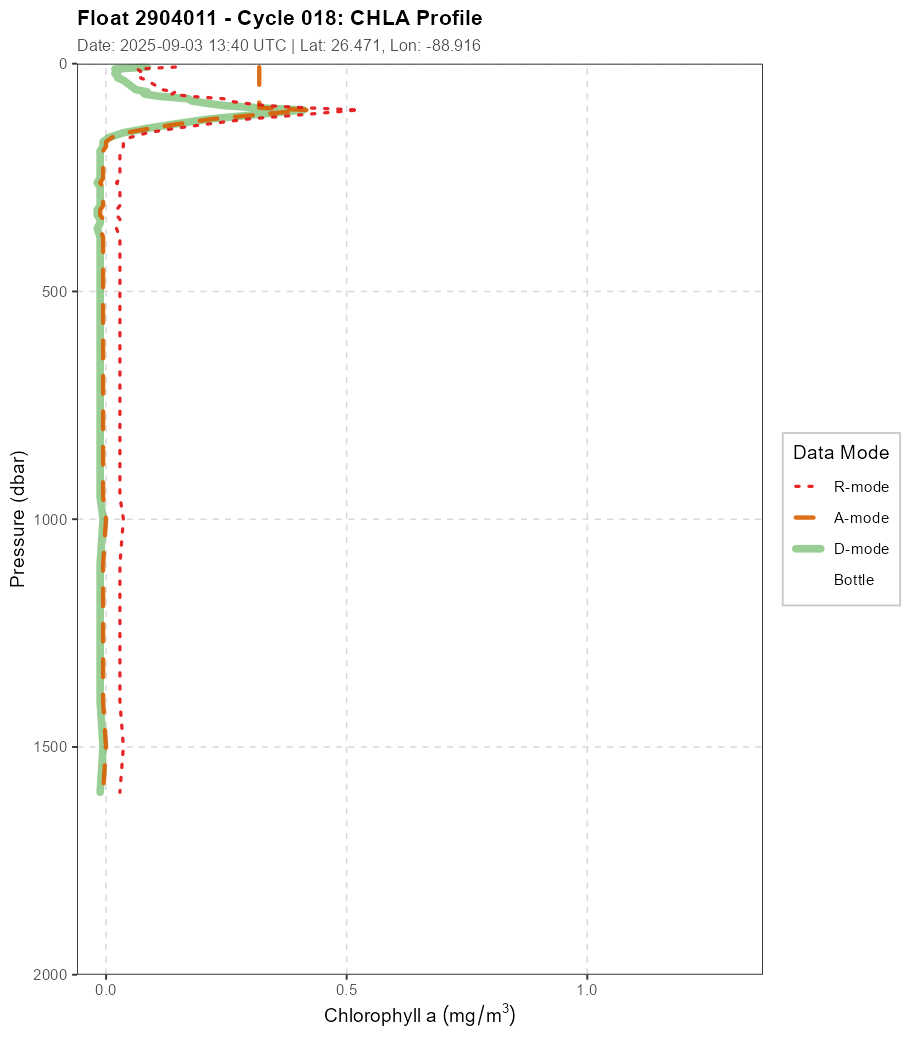 Float 2904011 - Cycle 018: CHLA Profile
Date: 2025-09-03 13:40 UTC | Lat: 26.471, Lon: -88.916
0
500
1000
1500
2000
Pressure (dbar)
0.0 0.5 1.0
Chlorophyll a (mg/m³)
Data Mode
R-mode
A-mode
D-mode
Bottle